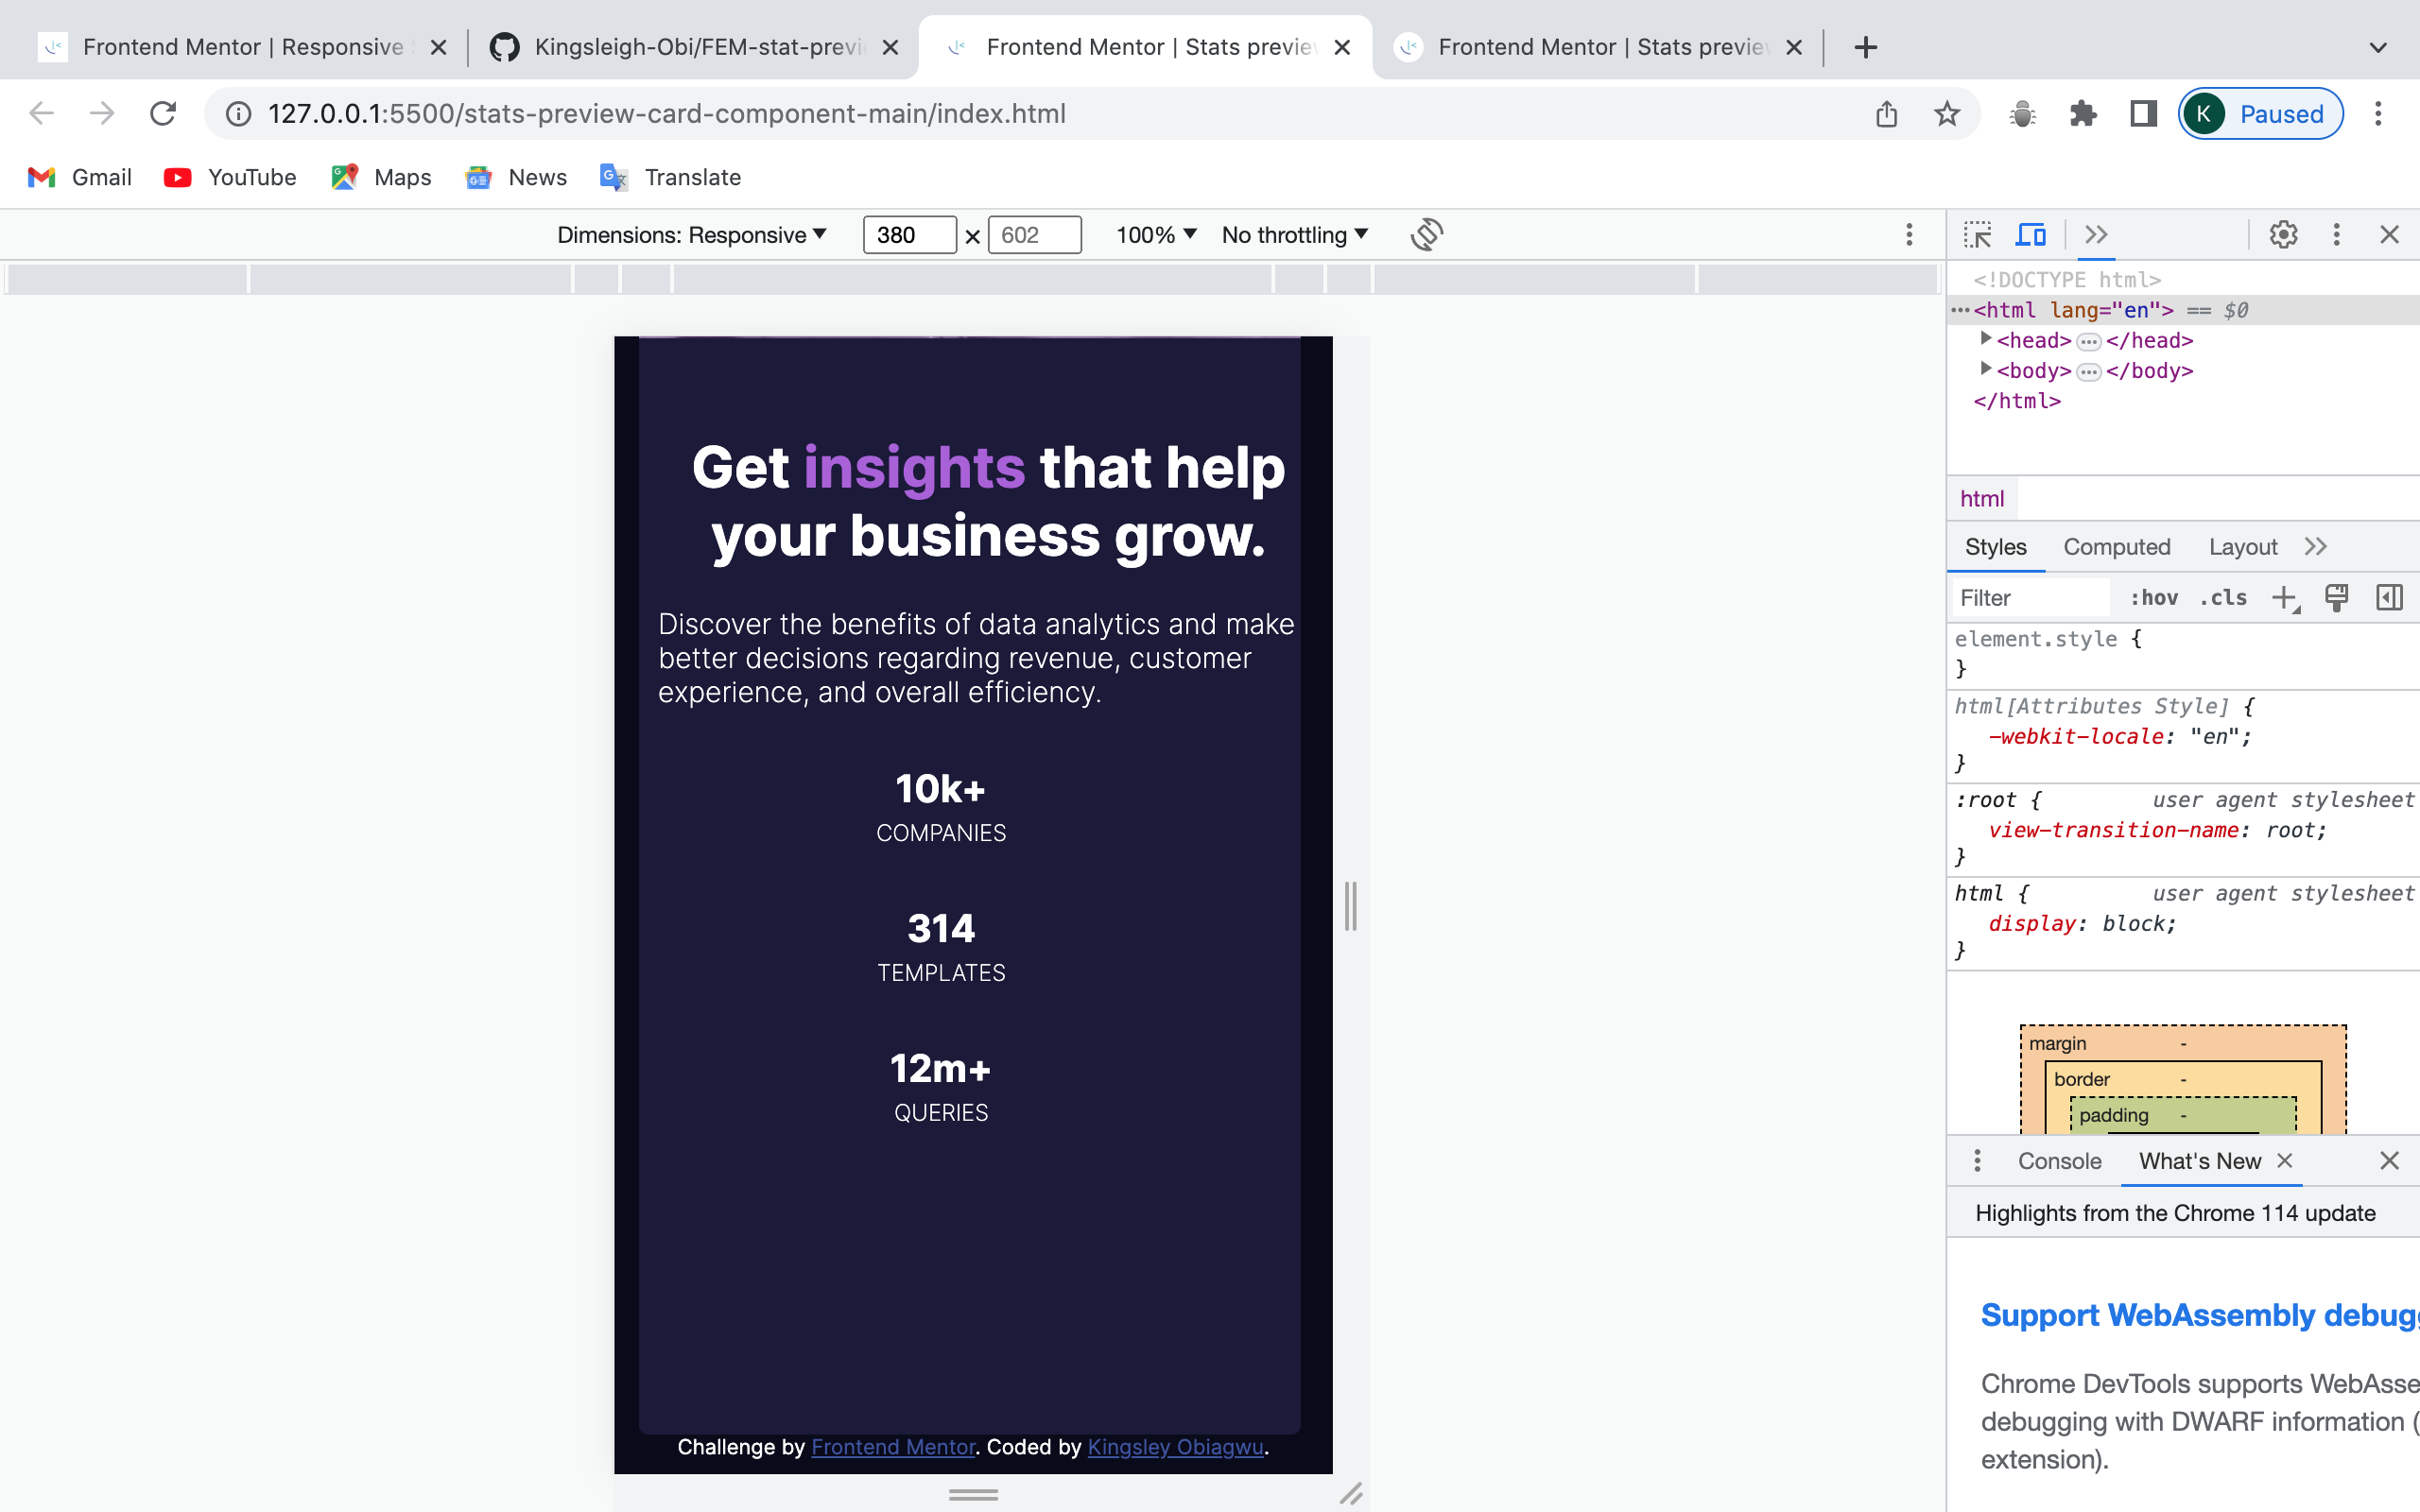 Frontend Mentor | Responsive
Kingsleigh-Obi/FEM-stat-previ
Frontend Mentor | Stats previe
Frontend Mentor | Stats previe
127.0.0.1:5500/stats-preview-card-component-main/index.html
K Paused
Gmail YouTube Maps News Translate
Dimensions: Responsive 380 × 602 100% No throttling
<!DOCTYPE html>
<html lang="en"> == $0
<head> ••• </head>
<body> ••• </body>
</html>
html
Styles Computed Layout
Filter :hov .cls
element.style {
}
html[Attributes Style] {
-webkit-locale: "en";
}
:root { user agent stylesheet
view-transition-name: root;
}
html { user agent stylesheet
display: block;
}
margin -
border -
padding -
Console What's New
Highlights from the Chrome 114 update
Support WebAssembly debugg
Chrome DevTools supports WebAsse
debugging with DWARF information (
extension).
Get insights that help
your business grow.
Discover the benefits of data analytics and make
better decisions regarding revenue, customer
experience, and overall efficiency.
10k+
COMPANIES
314
TEMPLATES
12m+
QUERIES
Challenge by Frontend Mentor. Coded by Kingsley Obiagwu.